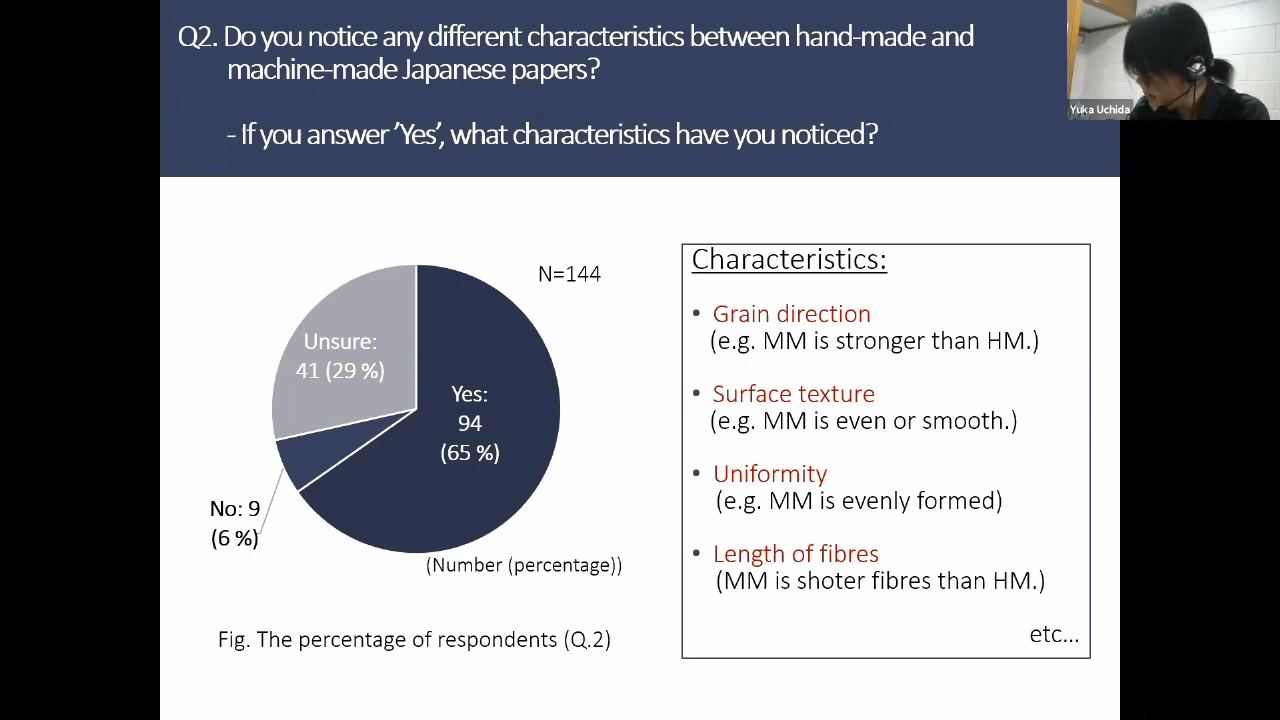 Q2. Do you notice any different characteristics between hand-made and
machine-made Japanese papers?
- If you answer ’Yes’, what characteristics have you noticed?
Yuka Uchida
N=144
Unsure:
41 (29 %)
Yes:
94
(65 %)
No: 9
(6 %)
(Number (percentage))
Fig. The percentage of respondents (Q.2)
Characteristics:
• Grain direction
(e.g. MM is stronger than HM.)
• Surface texture
(e.g. MM is even or smooth.)
• Uniformity
(e.g. MM is evenly formed)
• Length of fibres
(MM is shoter fibres than HM.)
etc...